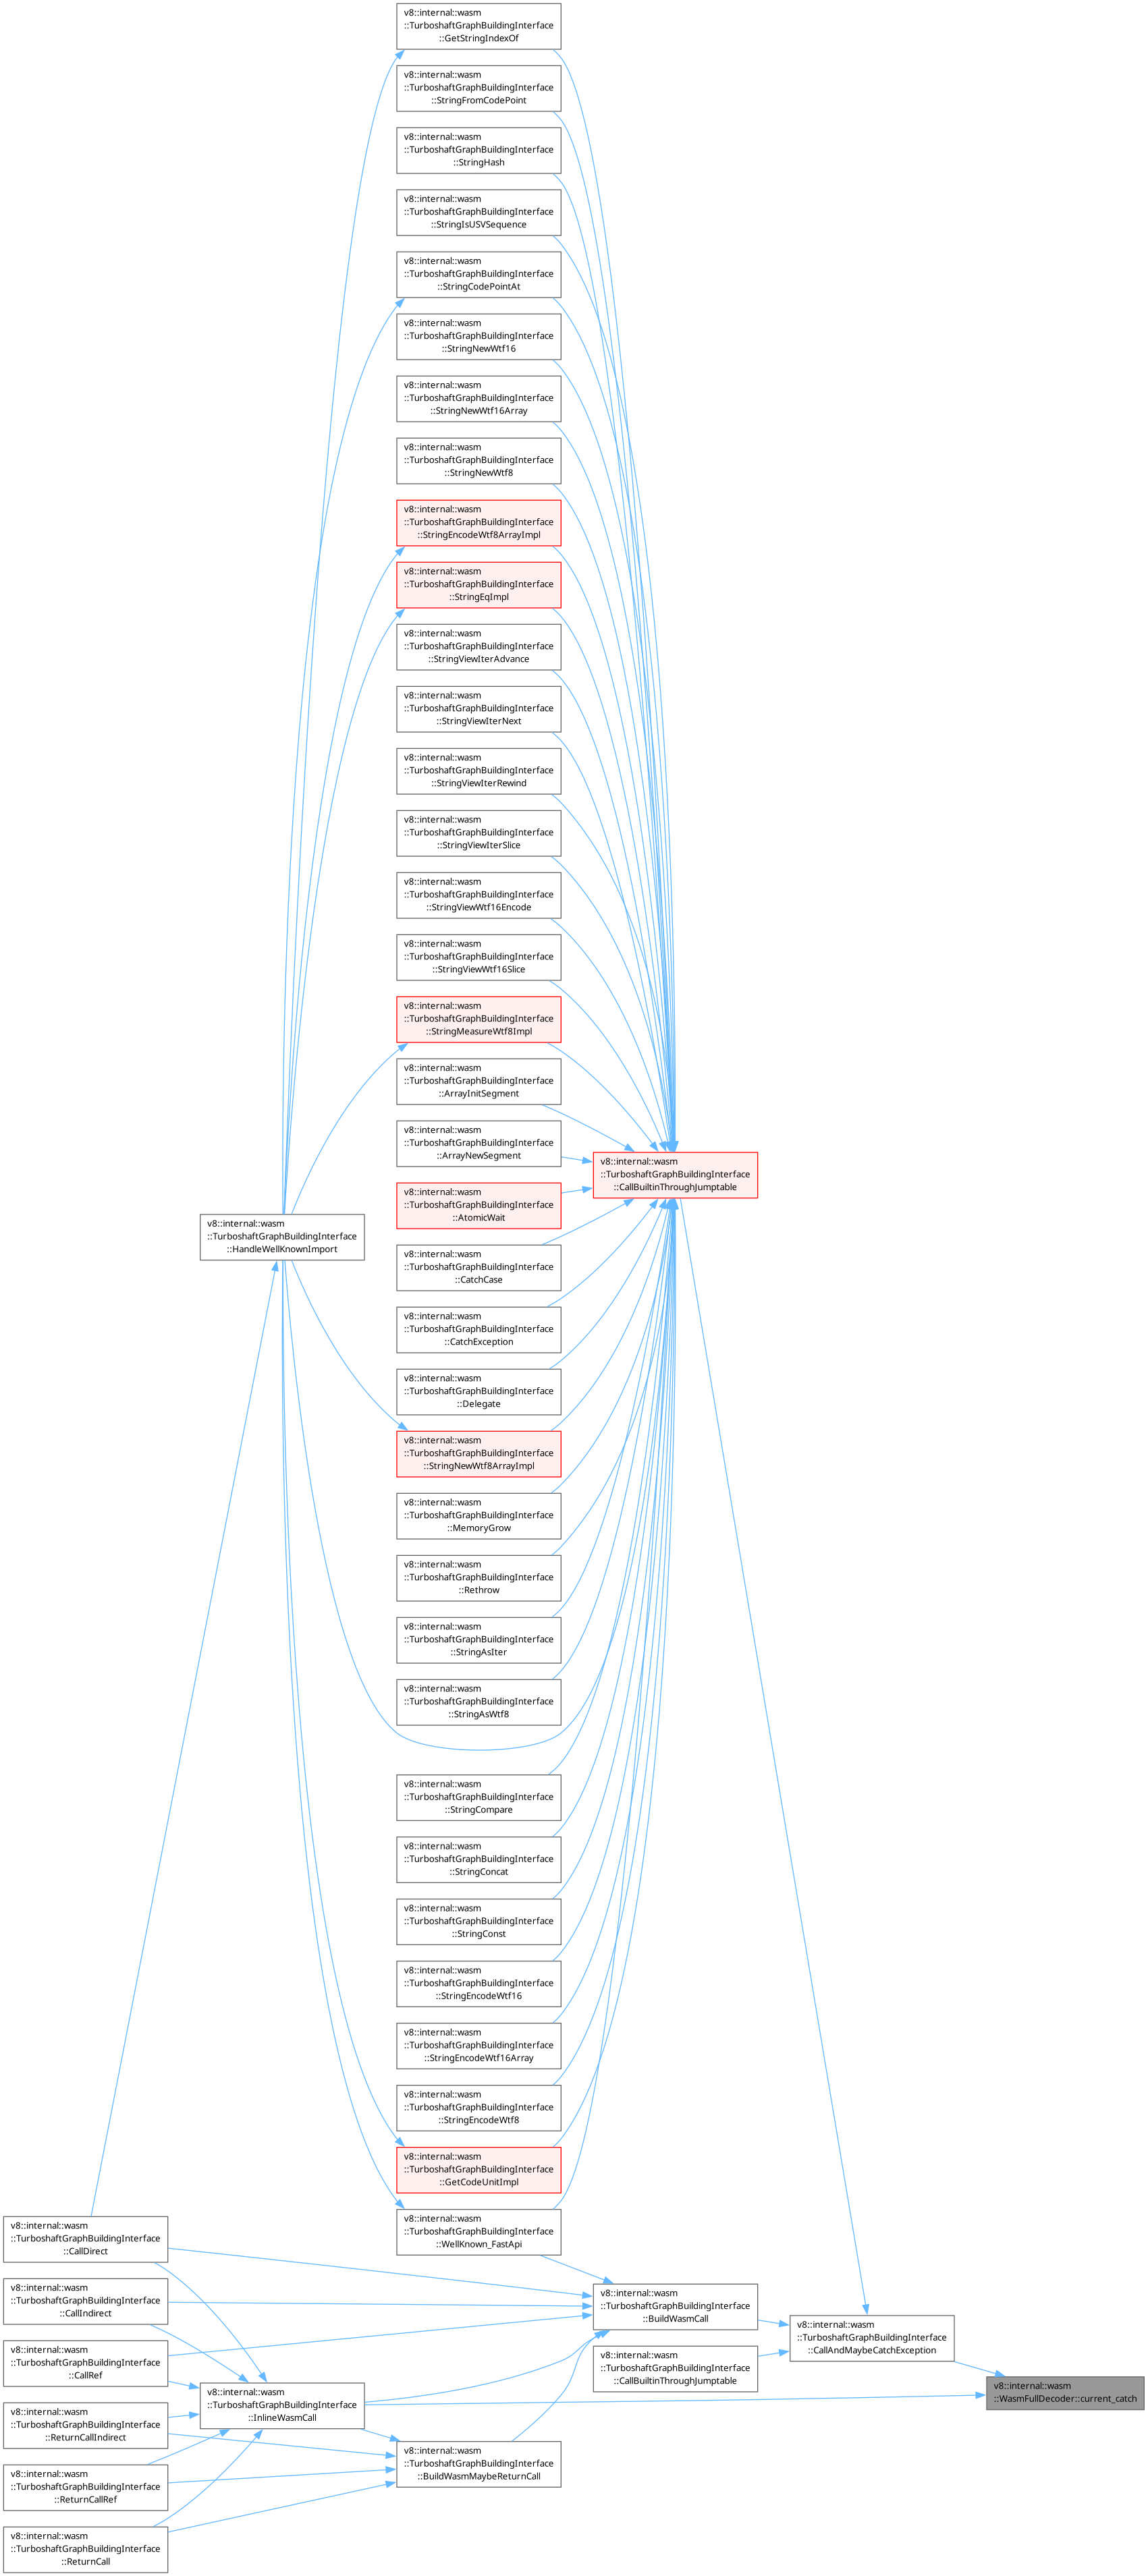 v8::internal::wasm
::TurboshaftGraphBuildingInterface
::GetStringIndexOf
v8::internal::wasm
::TurboshaftGraphBuildingInterface
::StringFromCodePoint
v8::internal::wasm
::TurboshaftGraphBuildingInterface
::StringHash
v8::internal::wasm
::TurboshaftGraphBuildingInterface
::StringIsUSVSequence
v8::internal::wasm
::TurboshaftGraphBuildingInterface
::StringCodePointAt
v8::internal::wasm
::TurboshaftGraphBuildingInterface
::StringNewWtf16
v8::internal::wasm
::TurboshaftGraphBuildingInterface
::StringNewWtf16Array
v8::internal::wasm
::TurboshaftGraphBuildingInterface
::StringNewWtf8
v8::internal::wasm
::TurboshaftGraphBuildingInterface
::StringEncodeWtf8ArrayImpl
v8::internal::wasm
::TurboshaftGraphBuildingInterface
::StringEqImpl
v8::internal::wasm
::TurboshaftGraphBuildingInterface
::StringViewIterAdvance
v8::internal::wasm
::TurboshaftGraphBuildingInterface
::StringViewIterNext
v8::internal::wasm
::TurboshaftGraphBuildingInterface
::StringViewIterRewind
v8::internal::wasm
::TurboshaftGraphBuildingInterface
::StringViewIterSlice
v8::internal::wasm
::TurboshaftGraphBuildingInterface
::StringViewWtf16Encode
v8::internal::wasm
::TurboshaftGraphBuildingInterface
::StringViewWtf16Slice
v8::internal::wasm
::TurboshaftGraphBuildingInterface
::StringMeasureWtf8Impl
v8::internal::wasm
::TurboshaftGraphBuildingInterface
::ArrayInitSegment
v8::internal::wasm
::TurboshaftGraphBuildingInterface
::ArrayNewSegment
v8::internal::wasm
::TurboshaftGraphBuildingInterface
::CallBuiltinThroughJumptable
v8::internal::wasm
::TurboshaftGraphBuildingInterface
::AtomicWait
v8::internal::wasm
::TurboshaftGraphBuildingInterface
::HandleWellKnownImport
v8::internal::wasm
::TurboshaftGraphBuildingInterface
::CatchCase
v8::internal::wasm
::TurboshaftGraphBuildingInterface
::CatchException
v8::internal::wasm
::TurboshaftGraphBuildingInterface
::Delegate
v8::internal::wasm
::TurboshaftGraphBuildingInterface
::StringNewWtf8ArrayImpl
v8::internal::wasm
::TurboshaftGraphBuildingInterface
::MemoryGrow
v8::internal::wasm
::TurboshaftGraphBuildingInterface
::Rethrow
v8::internal::wasm
::TurboshaftGraphBuildingInterface
::StringAsIter
v8::internal::wasm
::TurboshaftGraphBuildingInterface
::StringAsWtf8
v8::internal::wasm
::TurboshaftGraphBuildingInterface
::StringCompare
v8::internal::wasm
::TurboshaftGraphBuildingInterface
::StringConcat
v8::internal::wasm
::TurboshaftGraphBuildingInterface
::StringConst
v8::internal::wasm
::TurboshaftGraphBuildingInterface
::StringEncodeWtf16
v8::internal::wasm
::TurboshaftGraphBuildingInterface
::StringEncodeWtf16Array
v8::internal::wasm
::TurboshaftGraphBuildingInterface
::StringEncodeWtf8
v8::internal::wasm
::TurboshaftGraphBuildingInterface
::GetCodeUnitImpl
v8::internal::wasm
::TurboshaftGraphBuildingInterface
::WellKnown_FastApi
v8::internal::wasm
::TurboshaftGraphBuildingInterface
::CallDirect
v8::internal::wasm
::TurboshaftGraphBuildingInterface
::CallIndirect
v8::internal::wasm
::TurboshaftGraphBuildingInterface
::BuildWasmCall
v8::internal::wasm
::TurboshaftGraphBuildingInterface
::CallAndMaybeCatchException
v8::internal::wasm
::TurboshaftGraphBuildingInterface
::CallRef
v8::internal::wasm
::TurboshaftGraphBuildingInterface
::CallBuiltinThroughJumptable
v8::internal::wasm
::WasmFullDecoder::current_catch
v8::internal::wasm
::TurboshaftGraphBuildingInterface
::InlineWasmCall
v8::internal::wasm
::TurboshaftGraphBuildingInterface
::ReturnCallIndirect
v8::internal::wasm
::TurboshaftGraphBuildingInterface
::BuildWasmMaybeReturnCall
v8::internal::wasm
::TurboshaftGraphBuildingInterface
::ReturnCallRef
v8::internal::wasm
::TurboshaftGraphBuildingInterface
::ReturnCall